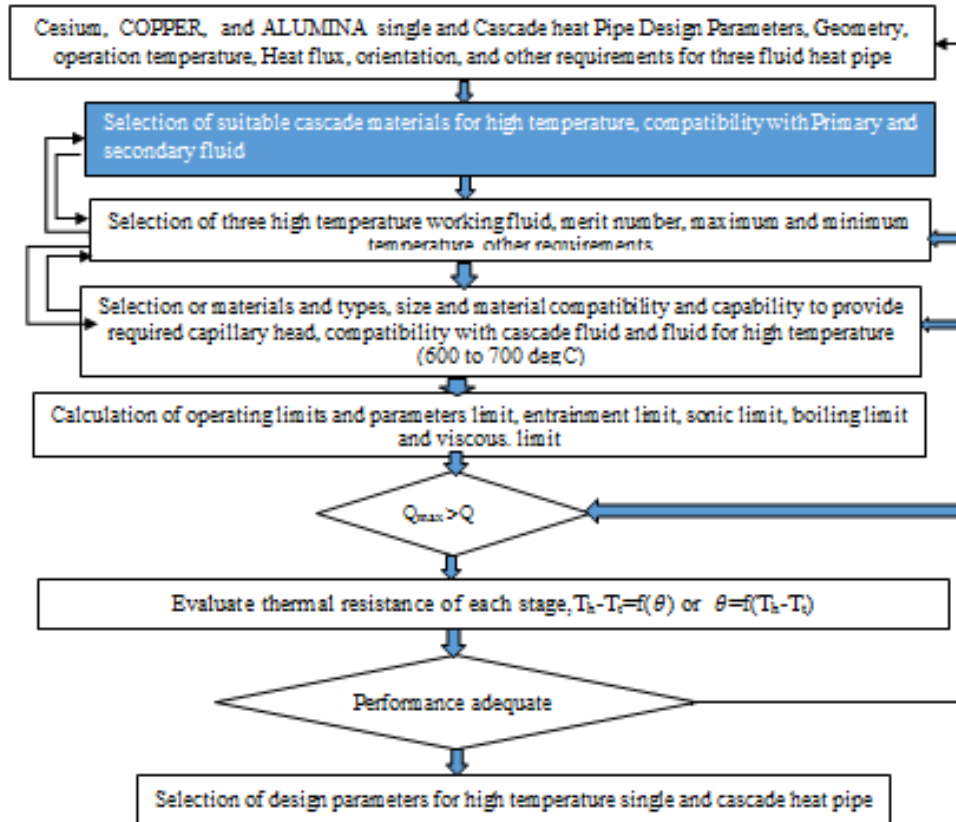 Cesium, COPPER, and ALUMINA single and Cascade heat Pipe Design Parameters, Geometry,
operation temperature, Heat flux, orientation, and other requirements for three fluid heat pipe
Selection of suitable cascade materials for high temperature, compatibility with Primary and
secondary fluid
Selection of three high temperature working fluid, merit number, maximum and minimum
temperature, other requirements
Selection or materials and types, size and material compatibility and capability to provide
required capillary head, compatibility with cascade fluid and fluid for high temperature
(600 to 700 deg C)
Calculation of operating limits and parameters limit, entrainment limit, sonic limit, boiling limit
and viscous. limit
Qmax >Q
Evaluate thermal resistance of each stage,Th-Tt=f(θ) or θ=f(Th-Tt)
Performance adequate
Selection of design parameters for high temperature single and cascade heat pipe